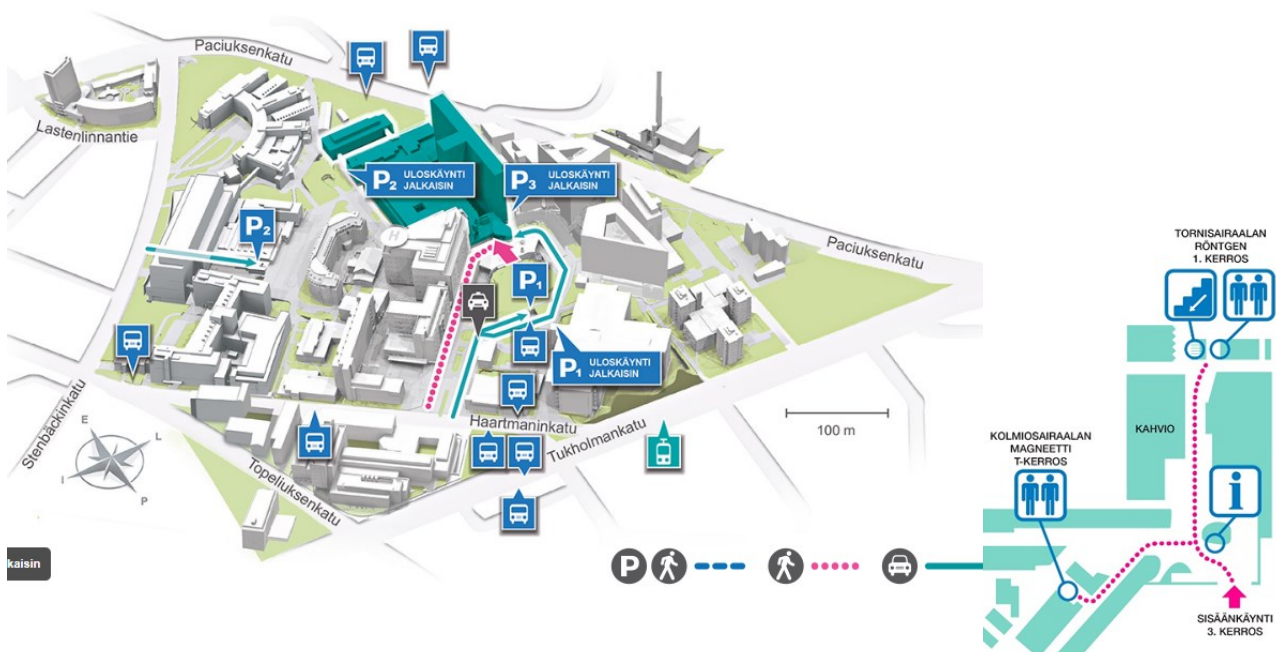 Paciuksenkatu
Lastenlinnantie
P2 ULOSKÄYNTI
JALKAISIN
P3 ULOSKÄYNTI
JALKAISIN
P2
H
Paciuksenkatu
P1
P1 ULOSKÄYNTI
JALKAISIN
Stenbäckinkatu
Haartmaninkatu
Tukholmankatu
Topeliuksenkatu
100 m
E
L
I
P
kaisin
P
TORNISAIRAALAN
RÖNTGEN
1. KERROS
KAHVIO
KOLMIOSAIRAALAN
MAGNEETTI
T-KERROS
i
SISÄÄNKÄYNTI
3. KERROS